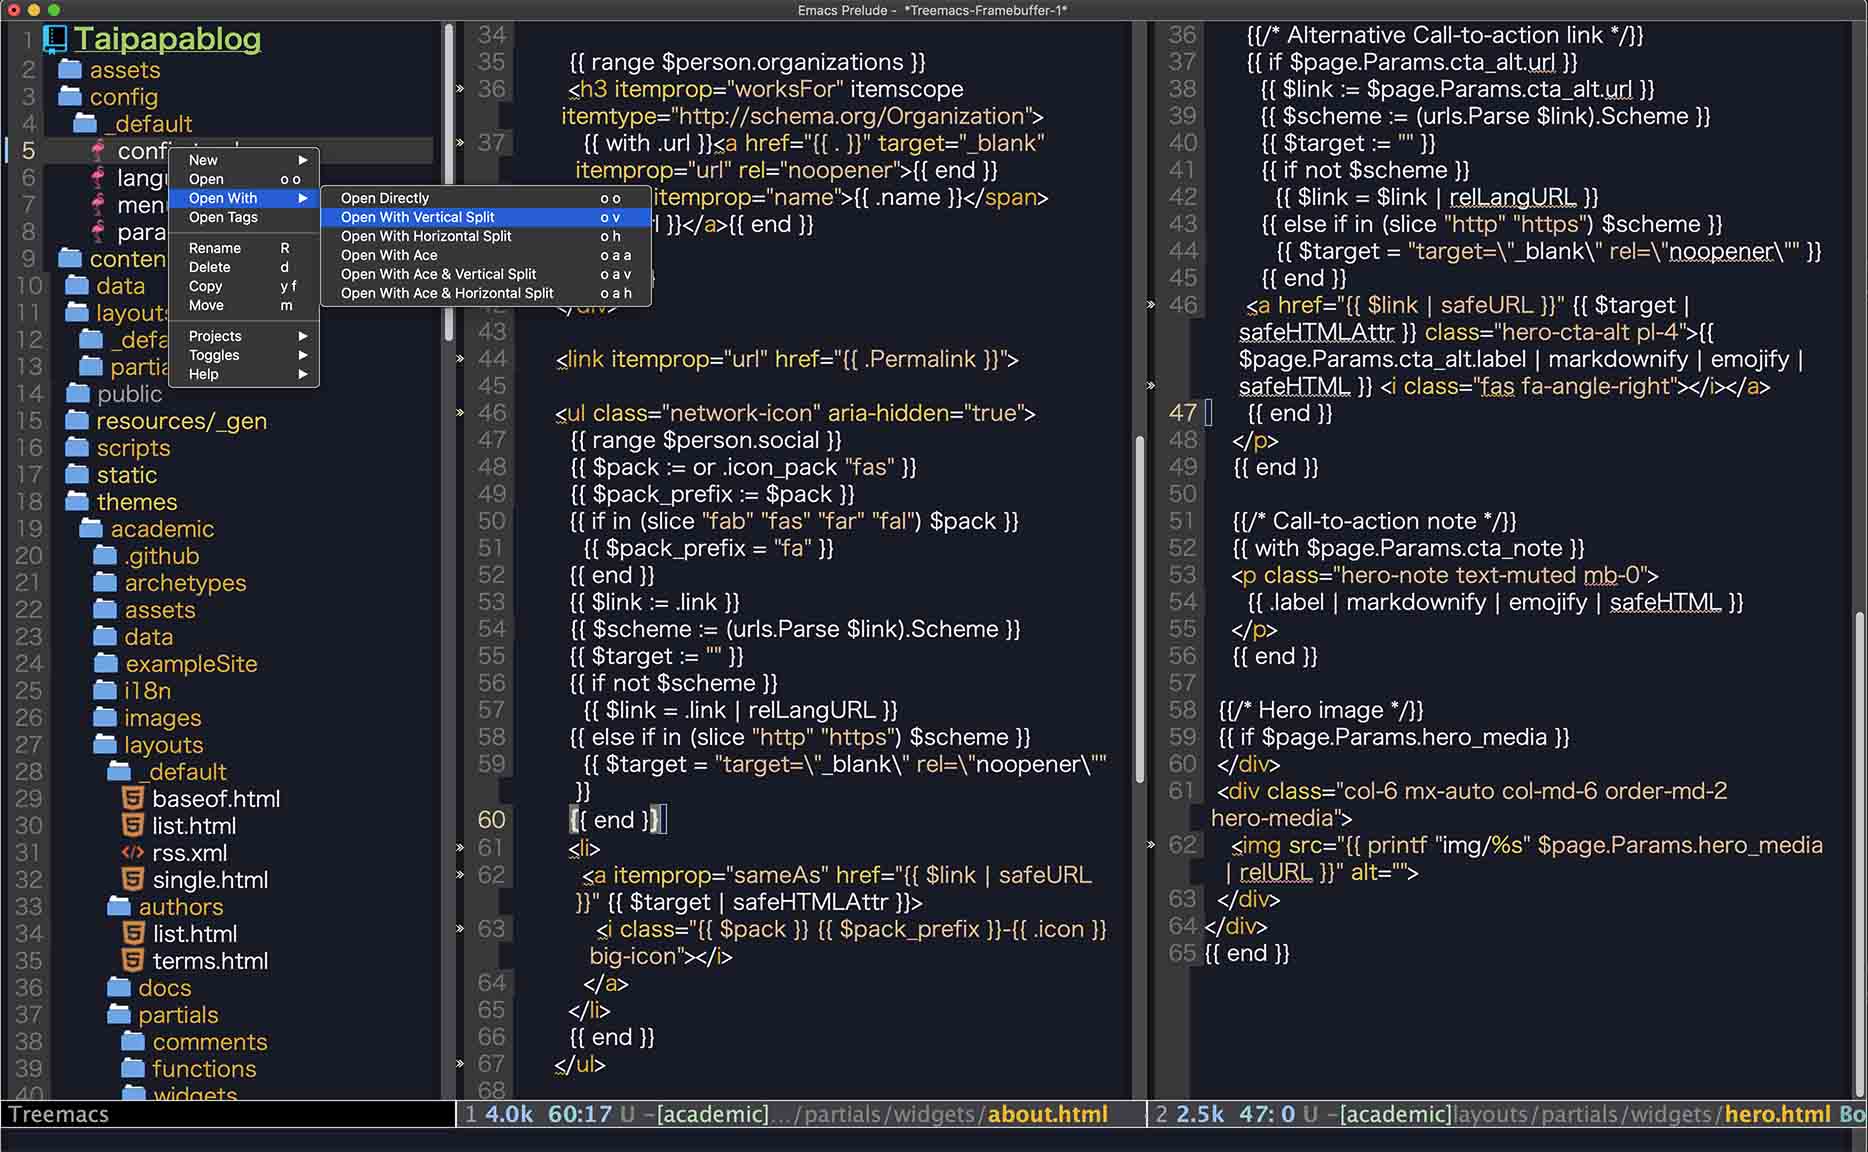 Emacs Prelude - *Treemacs-Framebuffer-1*
1 Taipapablog
2 assets
3 config
4 _default
5 conf
6 lang
7 men
8 para
9 conten
10 data
11 layouts
12 _defa
13 partia
14 public
15 resources/_gen
16 scripts
17 static
18 themes
19 academic
20 .github
21 archetypes
22 assets
23 data
24 exampleSite
25 i18n
26 images
27 layouts
28 _default
29 baseof.html
30 list.html
31 rss.xml
32 single.html
33 authors
34 list.html
35 terms.html
36 docs
37 partials
38 comments
39 functions
40 widgets
Treemacs
New
Open o o
Open With
Open Tags
Rename R
Delete d
Copy y f
Move m
Projects
Toggles
Help
Open Directly o o
Open With Vertical Split o v
Open With Horizontal Split o h
Open With Ace o a a
Open With Ace & Vertical Split o a v
Open With Ace & Horizontal Split o a h
34
35 {{ range $person.organizations }}
36 <h3 itemprop="worksFor" itemscope
itemtype="http://schema.org/Organization">
37 {{ with .url }}<a href="{{ . }}" target="_blank"
itemprop="url" rel="noopener">{{ end }}
itemprop="name">{{ .name }}</span>
}}</a>{{ end }}
</div>
43
44 <link itemprop="url" href="{{ .Permalink }}">
45
46 <ul class="network-icon" aria-hidden="true">
47 {{ range $person.social }}
48 {{ $pack := or .icon_pack "fas" }}
49 {{ $pack_prefix := $pack }}
50 {{ if in (slice "fab" "fas" "far" "fal") $pack }}
51 {{ $pack_prefix = "fa" }}
52 {{ end }}
53 {{ $link := .link }}
54 {{ $scheme := (urls.Parse $link).Scheme }}
55 {{ $target := "" }}
56 {{ if not $scheme }}
57 {{ $link = .link | relLangURL }}
58 {{ else if in (slice "http" "https") $scheme }}
59 {{ $target = "target=\"_blank\" rel=\"noopener\""
}}
60 {{ end }}
61 <li>
62 <a itemprop="sameAs" href="{{ $link | safeURL
}}" {{ $target | safeHTMLAttr }}>
63 <i class="{{ $pack }} {{ $pack_prefix }}-{{ .icon }}
big-icon"></i>
64 </a>
65 </li>
66 {{ end }}
67 </ul>
68
1 4.0k 60:17 U -[academic].../partials/widgets/about.html
36 {{/* Alternative Call-to-action link */}}
37 {{ if $page.Params.cta_alt.url }}
38 {{ $link := $page.Params.cta_alt.url }}
39 {{ $scheme := (urls.Parse $link).Scheme }}
40 {{ $target := "" }}
41 {{ if not $scheme }}
42 {{ $link = $link | relLangURL }}
43 {{ else if in (slice "http" "https") $scheme }}
44 {{ $target = "target=\"_blank\" rel=\"noopener\"" }}
45 {{ end }}
46 <a href="{{ $link | safeURL }}" {{ $target |
safeHTMLAttr }} class="hero-cta-alt pl-4">{{
$page.Params.cta_alt.label | markdownify | emojify |
safeHTML }} <i class="fas fa-angle-right"></i></a>
47 {{ end }}
48 </p>
49 {{ end }}
50
51 {{/* Call-to-action note */}}
52 {{ with $page.Params.cta_note }}
53 <p class="hero-note text-muted mb-0">
54 {{ .label | markdownify | emojify | safeHTML }}
55 </p>
56 {{ end }}
57
58 {{/* Hero image */}}
59 {{ if $page.Params.hero_media }}
60 </div>
61 <div class="col-6 mx-auto col-md-6 order-md-2
hero-media">
62 <img src="{{ printf "img/%s" $page.Params.hero_media
| relURL }}" alt="">
63 </div>
64 </div>
65 {{ end }}
2 2.5k 47: 0 U -[academic]layouts/partials/widgets/hero.html Bo